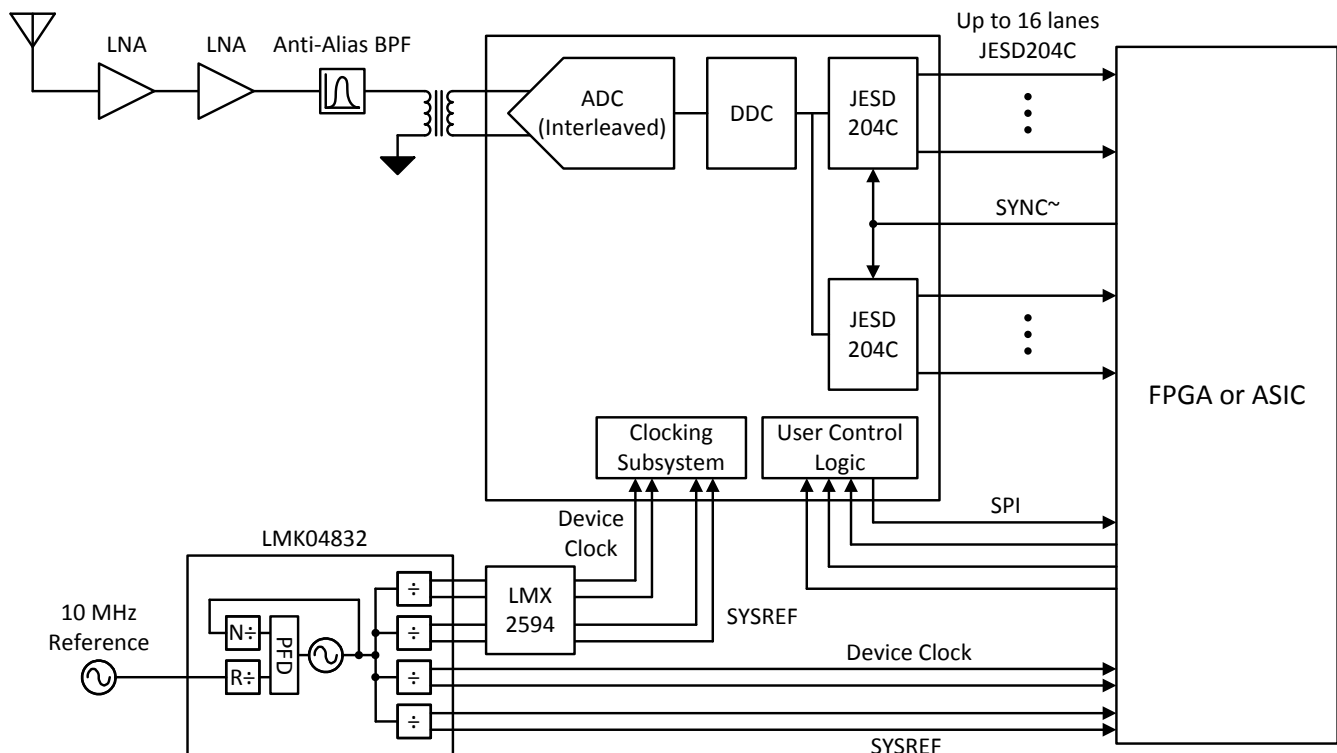 LNA
LNA
Anti-Alias BPF
Up to 16 lanes
JESD204C
ADC
(Interleaved)
DDC
JESD
204C
SYNC~
JESD
204C
FPGA or ASIC
Clocking
Subsystem
User Control
Logic
SPI
Device
Clock
LMK04832
÷
LMX
2594
SYSREF
10 MHz
Reference
N÷
PFD
÷
R÷
Device Clock
÷
÷
SYSREF